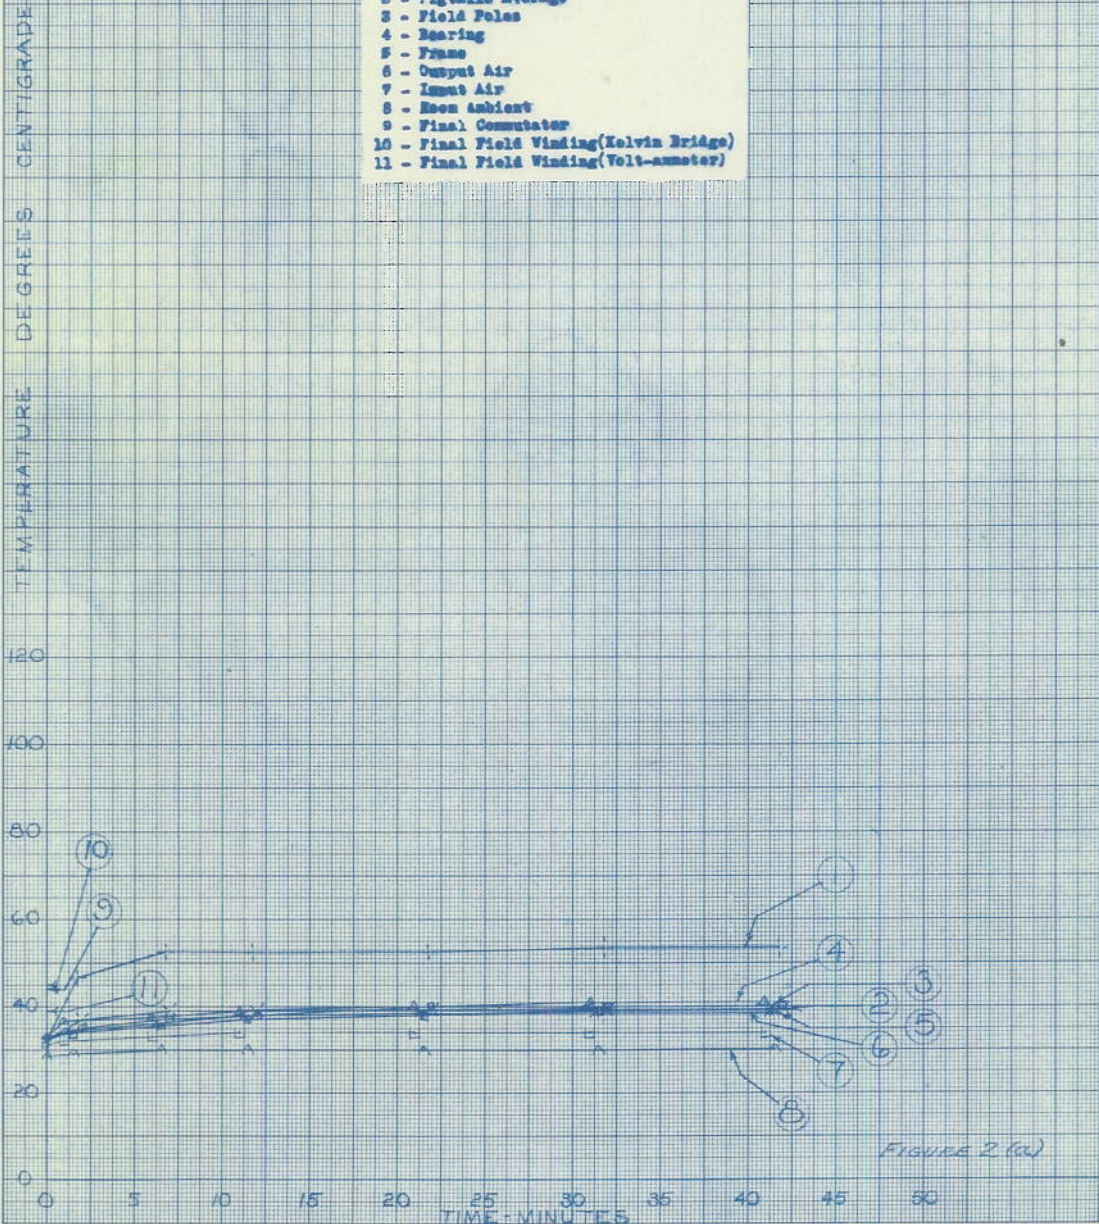 TEMPERATURE DEGREES CENTIGRADE
3 - Field Poles
4 - Bearing
5 - Frame
6 - Output Air
7 - Input Air
8 - Room Ambient
9 - Final Commutator
10 - Final Field Winding(Kelvin Bridge)
11 - Final Field Winding(Volt-ammeter)
120
100
80
60
40
20
0
10
9
11
1
4
3
2
5
6
7
8
FIGURE 2 (a)
0 5 10 15 20 25 30 35 40 45 50
TIME - MINUTES